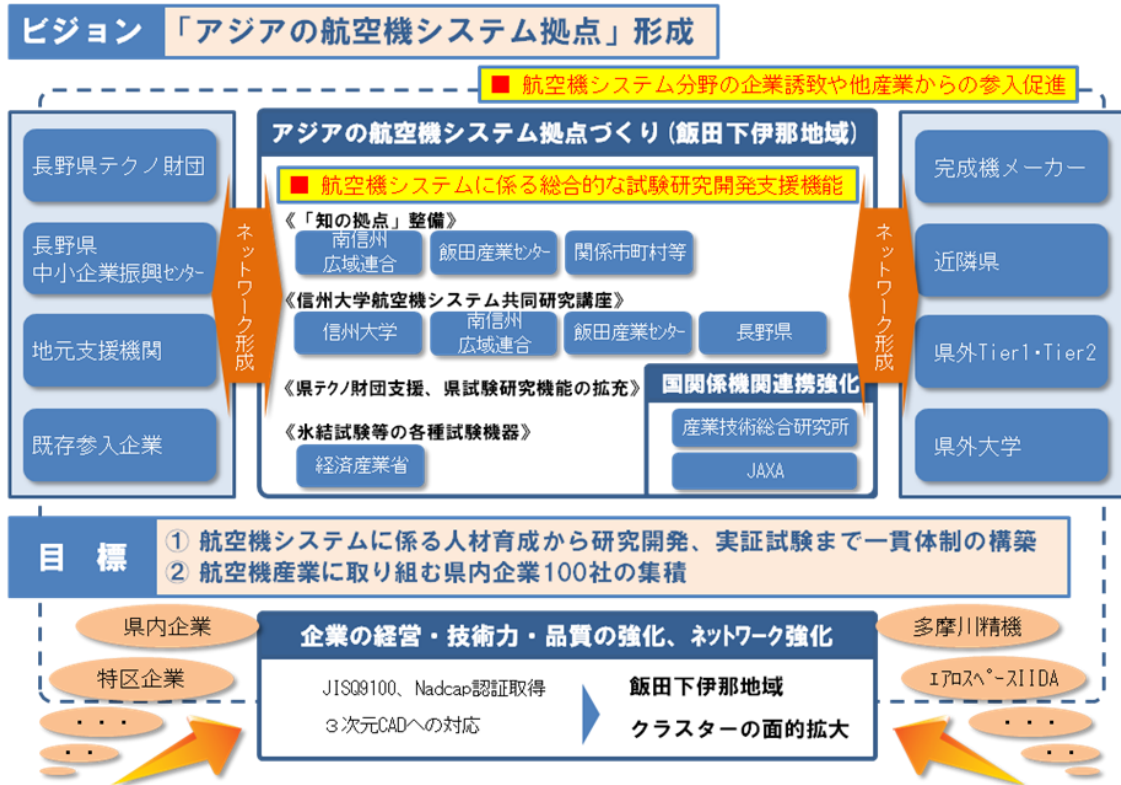 ビジョン 「アジアの航空機システム拠点」形成
■ 航空機システム分野の企業誘致や他産業からの参入促進
長野県テクノ財団
長野県
中小企業振興ｾﾝﾀｰ
地元支援機関
既存参入企業
ネットワーク形成
アジアの航空機システム拠点づくり(飯田下伊那地域)
■ 航空機システムに係る総合的な試験研究開発支援機能
《「知の拠点」整備》
南信州
広域連合
飯田産業ｾﾝﾀｰ
関係市町村等
《信州大学航空機システム共同研究講座》
信州大学
南信州
広域連合
飯田産業ｾﾝﾀｰ
長野県
《県ﾃｸﾉ財団支援、県試験研究機能の拡充》
《氷結試験等の各種試験機器》
経済産業省
国関係機関連携強化
産業技術総合研究所
JAXA
ネットワーク形成
完成機メーカー
近隣県
県外Tier1・Tier2
県外大学
目 標
① 航空機システムに係る人材育成から研究開発、実証試験まで一貫体制の構築
② 航空機産業に取り組む県内企業100社の集積
県内企業
特区企業
・・・
・・
企業の経営・技術力・品質の強化、ネットワーク強化
JISQ9100、Nadcap認証取得
３次元CADへの対応
飯田下伊那地域
クラスターの面的拡大
多摩川精機
ｴｱﾛｽﾍﾟｰｽIIDA
・・・
・・